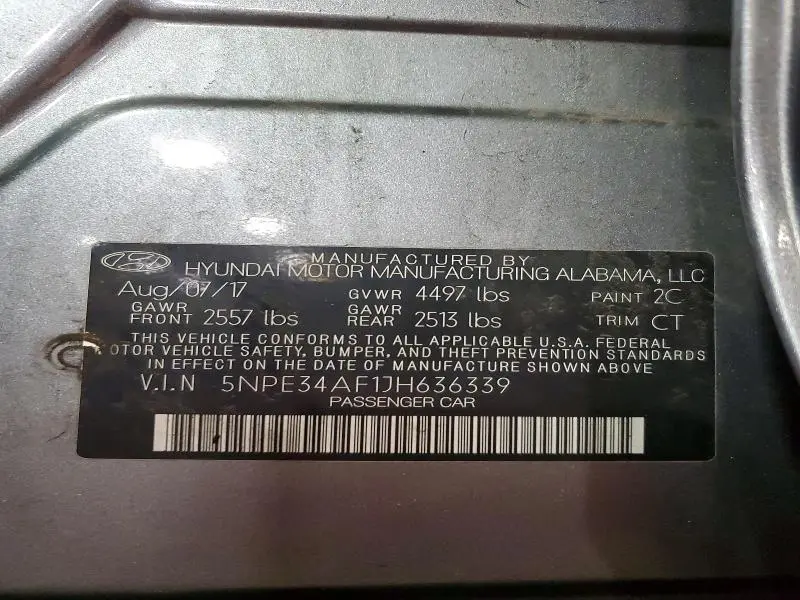 MANUFACTURED BY
HYUNDAI MOTOR MANUFACTURING ALABAMA, LLC
Aug/07/17 GVWR 4497 lbs PAINT 2C
GAWR FRONT 2557 lbs GAWR REAR 2513 lbs TRIM CT
THIS VEHICLE CONFORMS TO ALL APPLICABLE U.S.A. FEDERAL
MOTOR VEHICLE SAFETY, BUMPER, AND THEFT PREVENTION STANDARDS
IN EFFECT ON THE DATE OF MANUFACTURE SHOWN ABOVE
V.I.N 5NPE34AF1JH636339
PASSENGER CAR